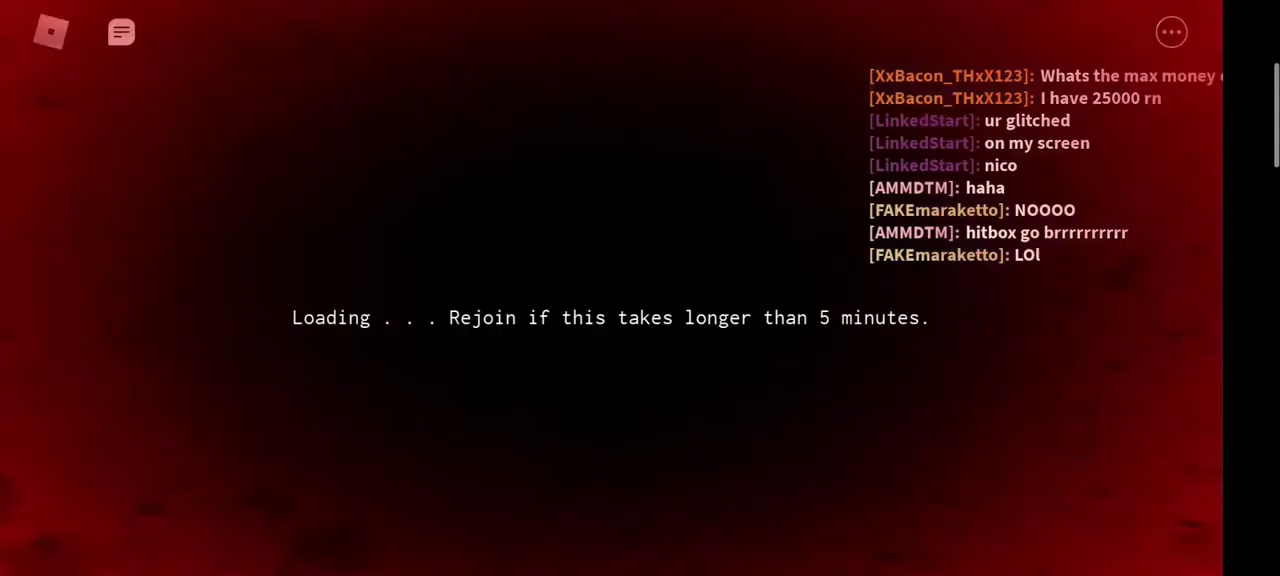 [XxBacon_THxX123]: Whats the max money
[XxBacon_THxX123]: I have 25000 rn
[LinkedStart]: ur glitched
[LinkedStart]: on my screen
[LinkedStart]: nico
[AMMDTM]: haha
[FAKEmaraketto]: NOOOO
[AMMDTM]: hitbox go brrrrrrrrrr
[FAKEmaraketto]: LOl
Loading . . . Rejoin if this takes longer than 5 minutes.